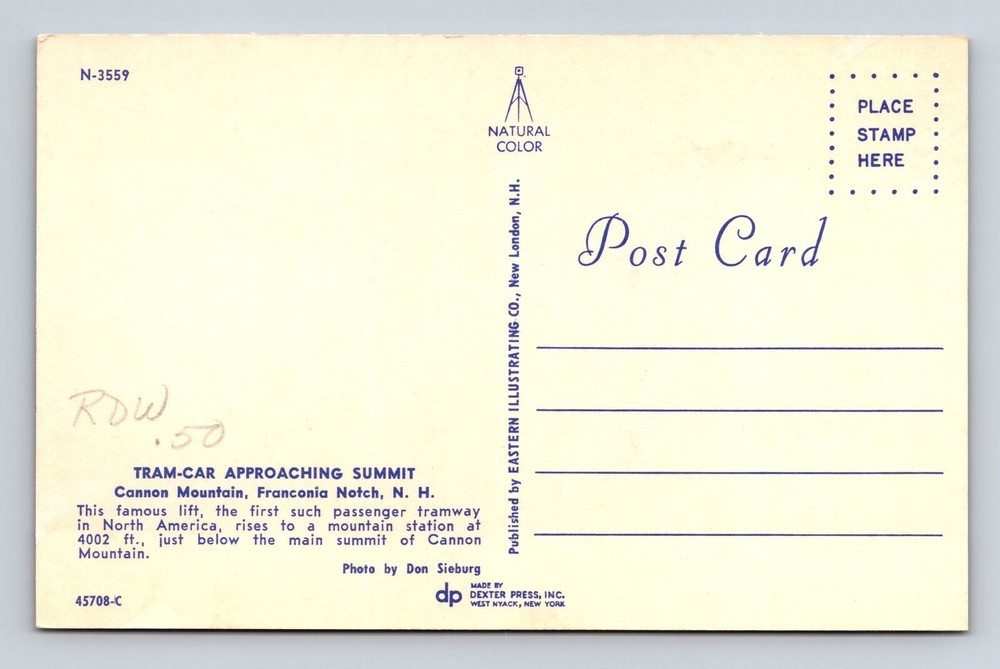 N-3559
NATURAL
COLOR
PLACE
STAMP
HERE
Post Card
Published by EASTERN ILLUSTRATING CO., New London, N.H.
RDW
.50
TRAM-CAR APPROACHING SUMMIT
Cannon Mountain, Franconia Notch, N. H.
This famous lift, the first such passenger tramway
in North America, rises to a mountain station at
4002 ft., just below the main summit of Cannon
Mountain.
Photo by Don Sieburg
45708-C
dp
MADE BY
DEXTER PRESS, INC.
WEST NYACK, NEW YORK